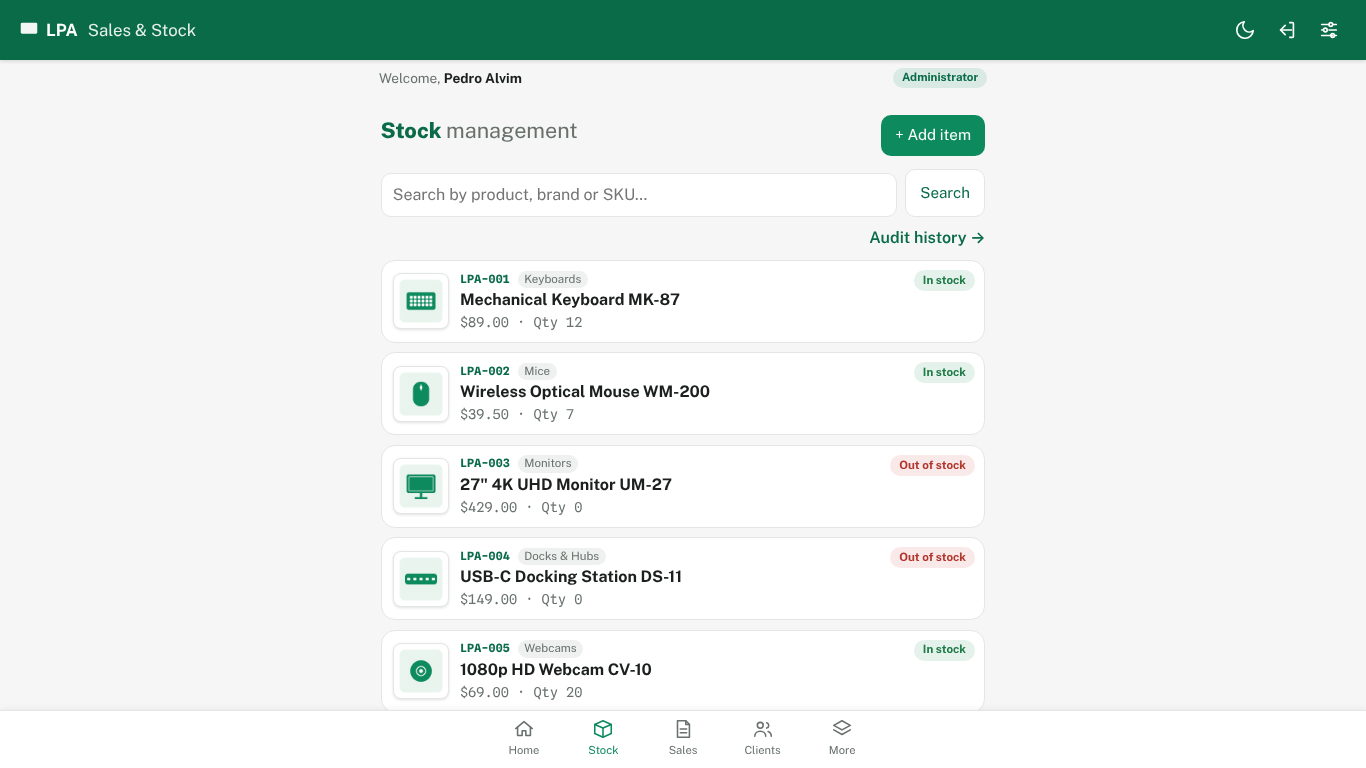 LPA Sales & Stock
Welcome, Pedro Alvim
Administrator
Stock management
+ Add item
Search by product, brand or SKU...
Search
Audit history →
LPA-001 Keyboards
In stock
Mechanical Keyboard MK-87
$89.00 · Qty 12
LPA-002 Mice
In stock
Wireless Optical Mouse WM-200
$39.50 · Qty 7
LPA-003 Monitors
Out of stock
27" 4K UHD Monitor UM-27
$429.00 · Qty 0
LPA-004 Docks & Hubs
Out of stock
USB-C Docking Station DS-11
$149.00 · Qty 0
LPA-005 Webcams
In stock
1080p HD Webcam CV-10
$69.00 · Qty 20
Home
Stock
Sales
Clients
More